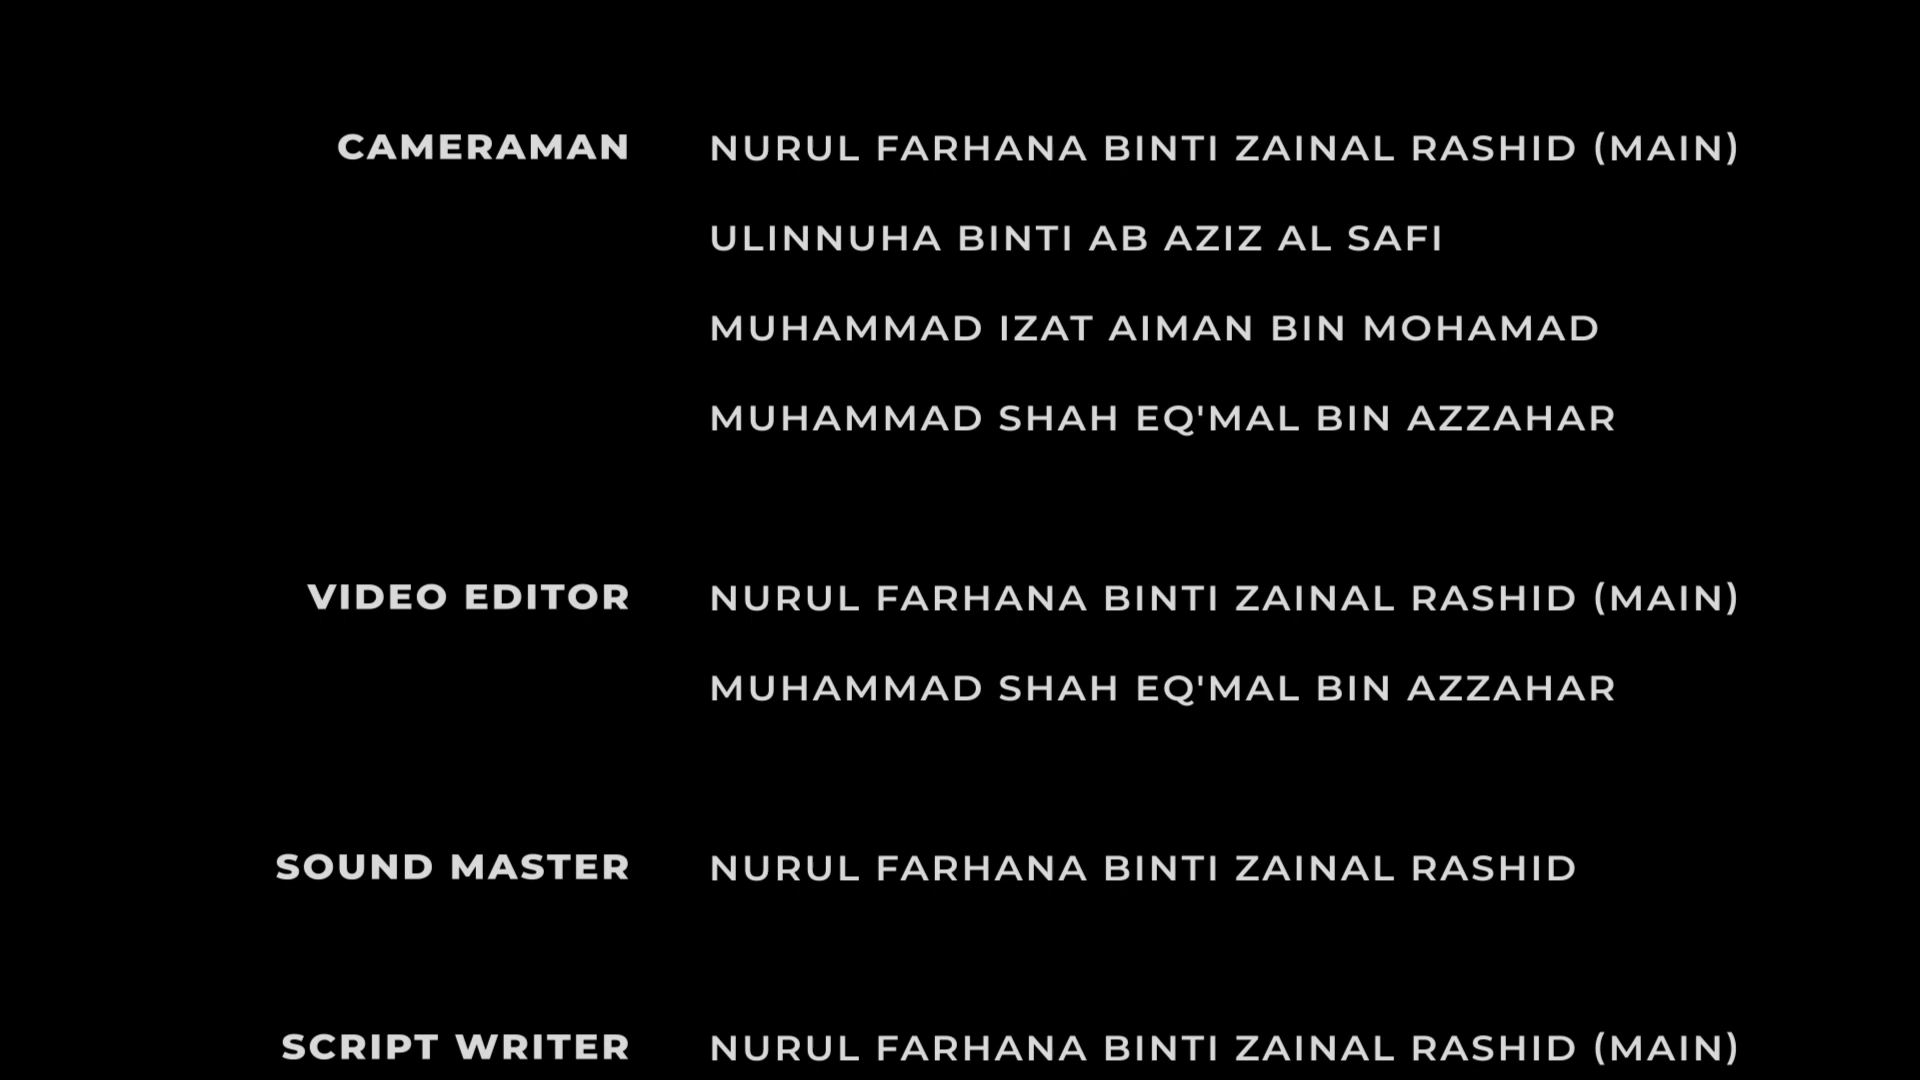 CAMERAMAN NURUL FARHANA BINTI ZAINAL RASHID (MAIN)
ULINNUHA BINTI AB AZIZ AL SAFI
MUHAMMAD IZAT AIMAN BIN MOHAMAD
MUHAMMAD SHAH EQ'MAL BIN AZZAHAR
VIDEO EDITOR NURUL FARHANA BINTI ZAINAL RASHID (MAIN)
MUHAMMAD SHAH EQ'MAL BIN AZZAHAR
SOUND MASTER NURUL FARHANA BINTI ZAINAL RASHID
SCRIPT WRITER NURUL FARHANA BINTI ZAINAL RASHID (MAIN)